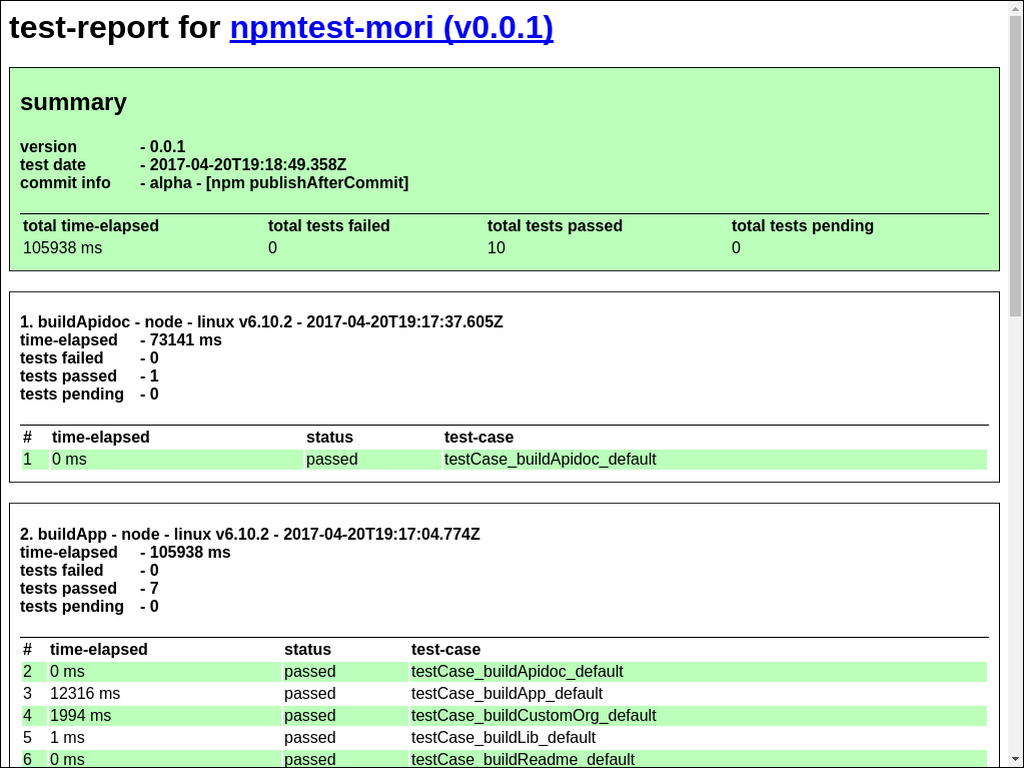 test-report for npmtest-mori (v0.0.1)
summary
version - 0.0.1
test date - 2017-04-20T19:18:49.358Z
commit info - alpha - [npm publishAfterCommit]
total time-elapsed total tests failed total tests passed total tests pending
105938 ms 0 10 0
1. buildApidoc - node - linux v6.10.2 - 2017-04-20T19:17:37.605Z
time-elapsed - 73141 ms
tests failed - 0
tests passed - 1
tests pending - 0
# time-elapsed status test-case
1 0 ms passed testCase_buildApidoc_default
2. buildApp - node - linux v6.10.2 - 2017-04-20T19:17:04.774Z
time-elapsed - 105938 ms
tests failed - 0
tests passed - 7
tests pending - 0
# time-elapsed status test-case
2 0 ms passed testCase_buildApidoc_default
3 12316 ms passed testCase_buildApp_default
4 1994 ms passed testCase_buildCustomOrg_default
5 1 ms passed testCase_buildLib_default
6 0 ms passed testCase_buildReadme_default